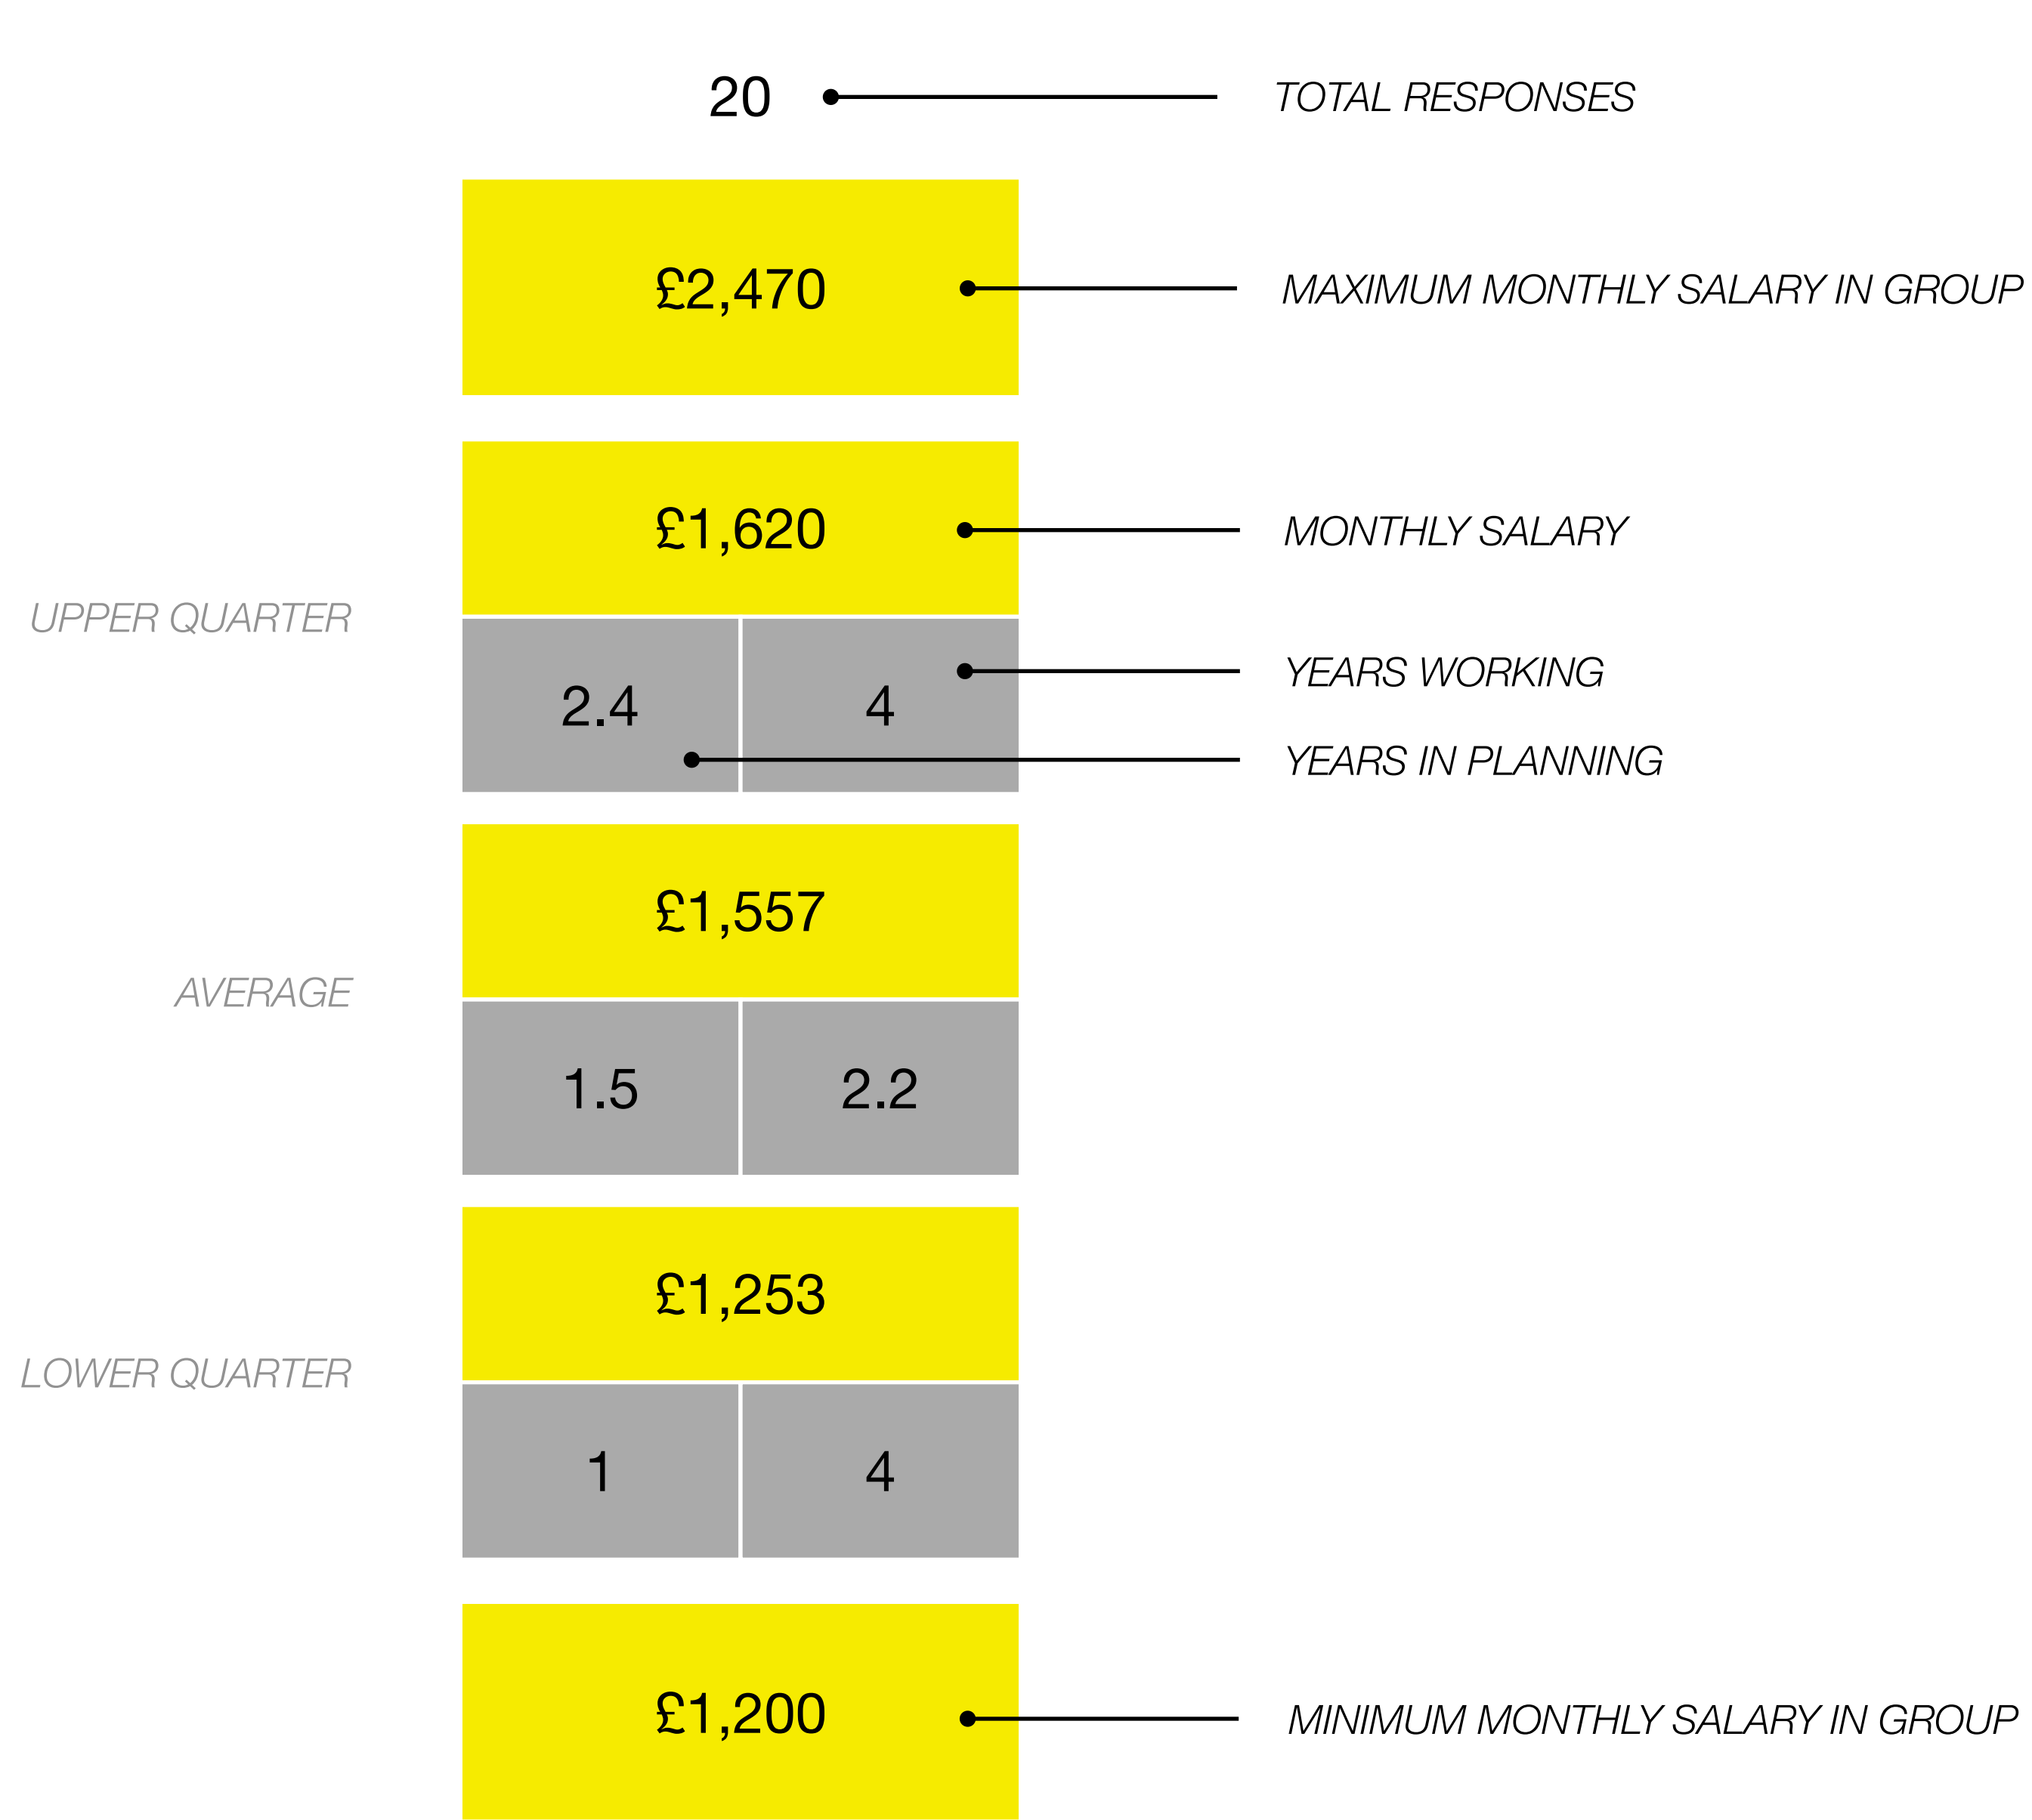 20 TOTAL RESPONSES
£2,470 MAXIMUM MONTHLY SALARY IN GROUP
£1,620 MONTHLY SALARY
UPPER QUARTER
YEARS WORKING
2.4 4
YEARS IN PLANNING
£1,557
AVERAGE
1.5 2.2
£1,253
LOWER QUARTER
1 4
£1,200 MINIMUM MONTHLY SALARY IN GROUP